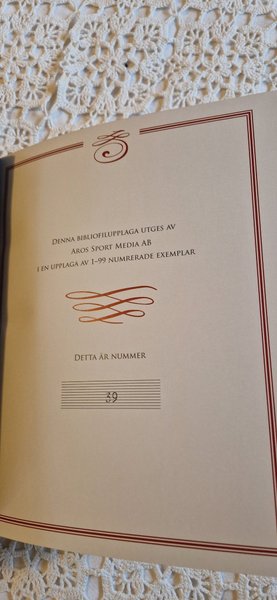 Denna bibliofilupplaga utges av
Aros Sport Media AB
i en upplaga av 1–99 numrerade exemplar
Detta är nummer
39